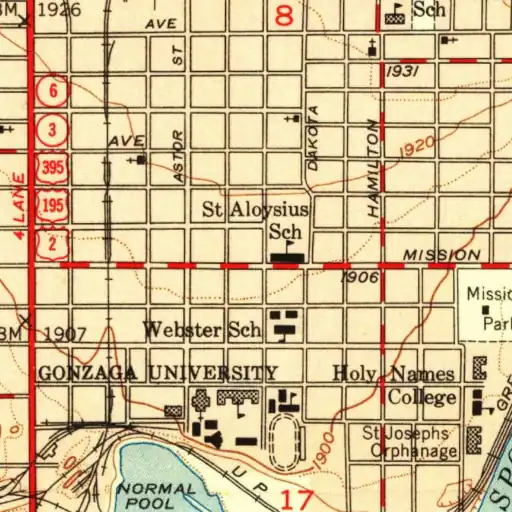 BM 1926
AVE
8
Sch
ST
1931
6
3
395
195
2
AVE
ASTOR
DAKOTA
HAMILTON
1920
4 LANE
St Aloysius
Sch
MISSION
1906
Missio
Park
BM 1907
Webster Sch
GONZAGA UNIVERSITY
Holy Names
College
St Josephs
Orphanage
1900
GRE
SPO
U P
17
NORMAL
POOL